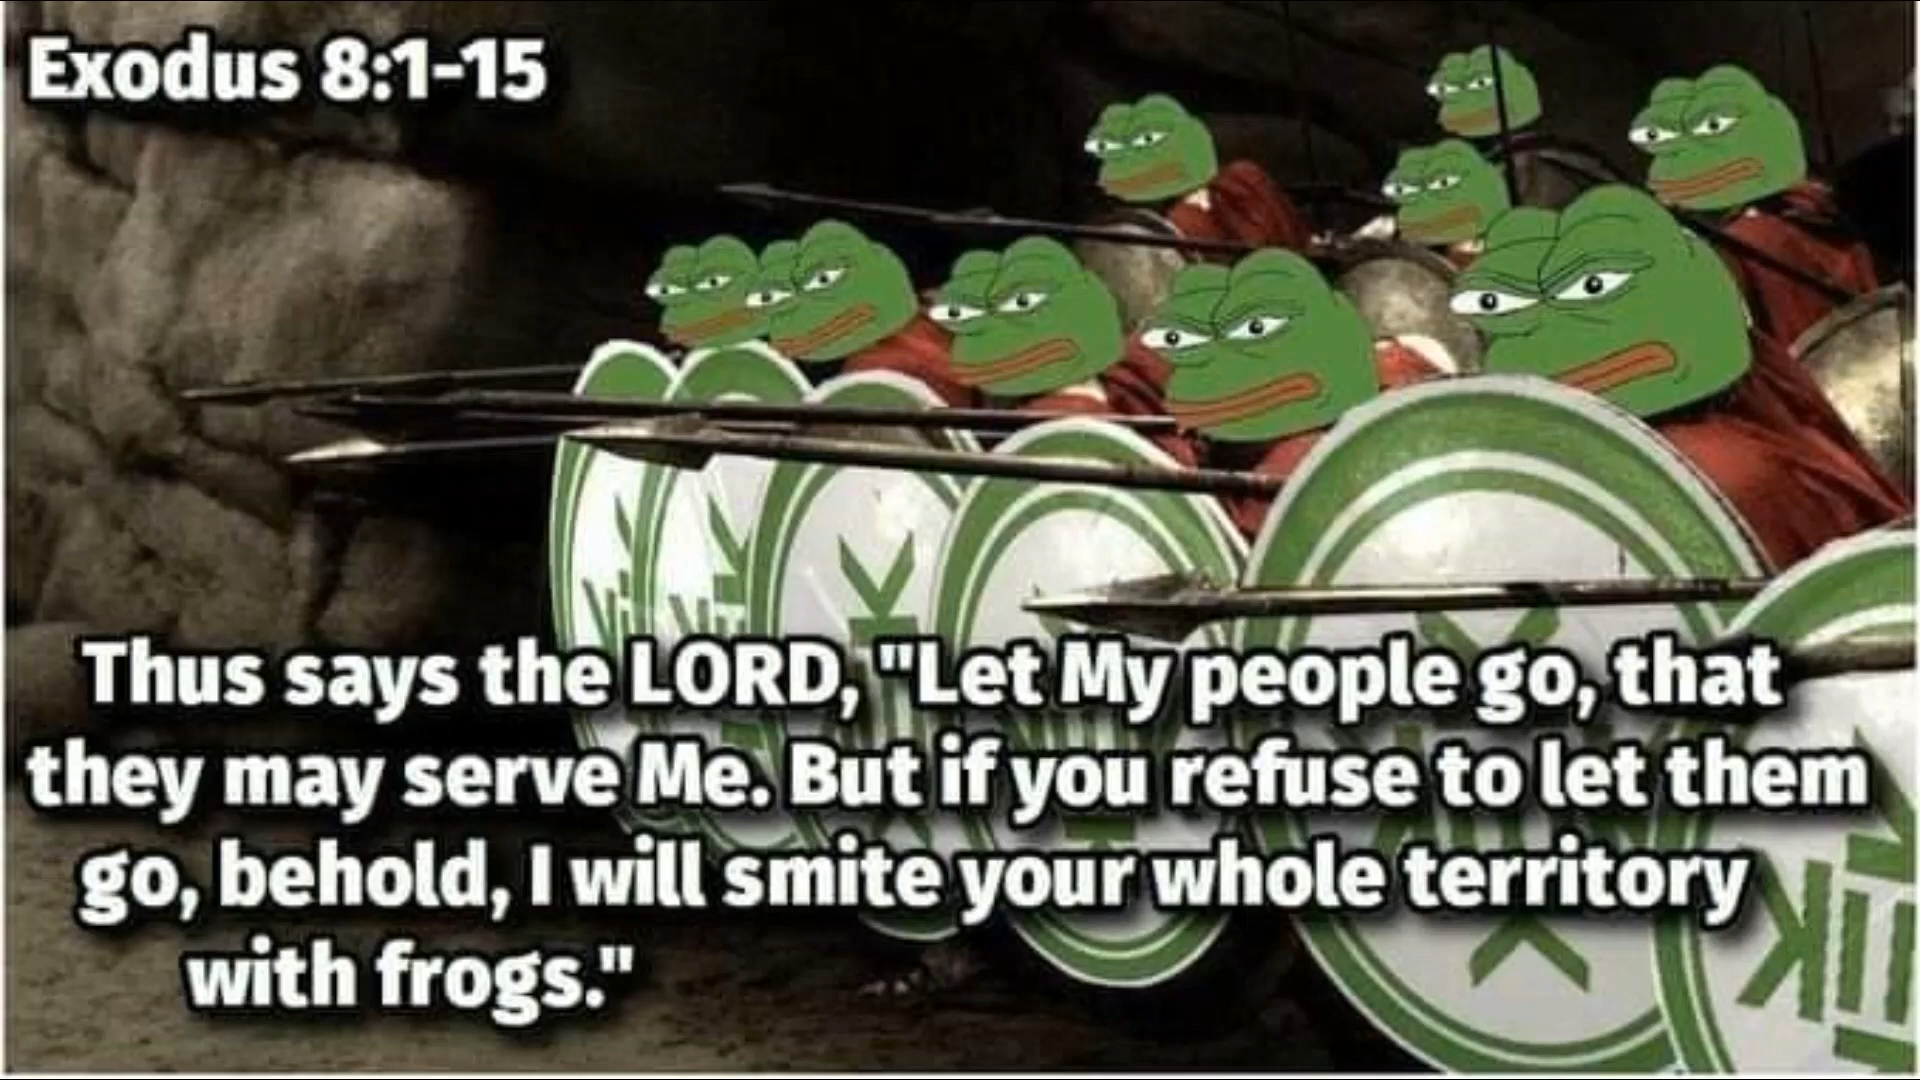 Exodus 8:1-15
Thus says the LORD, "Let My people go, that
they may serve Me. But if you refuse to let them
go, behold, I will smite your whole territory
with frogs."